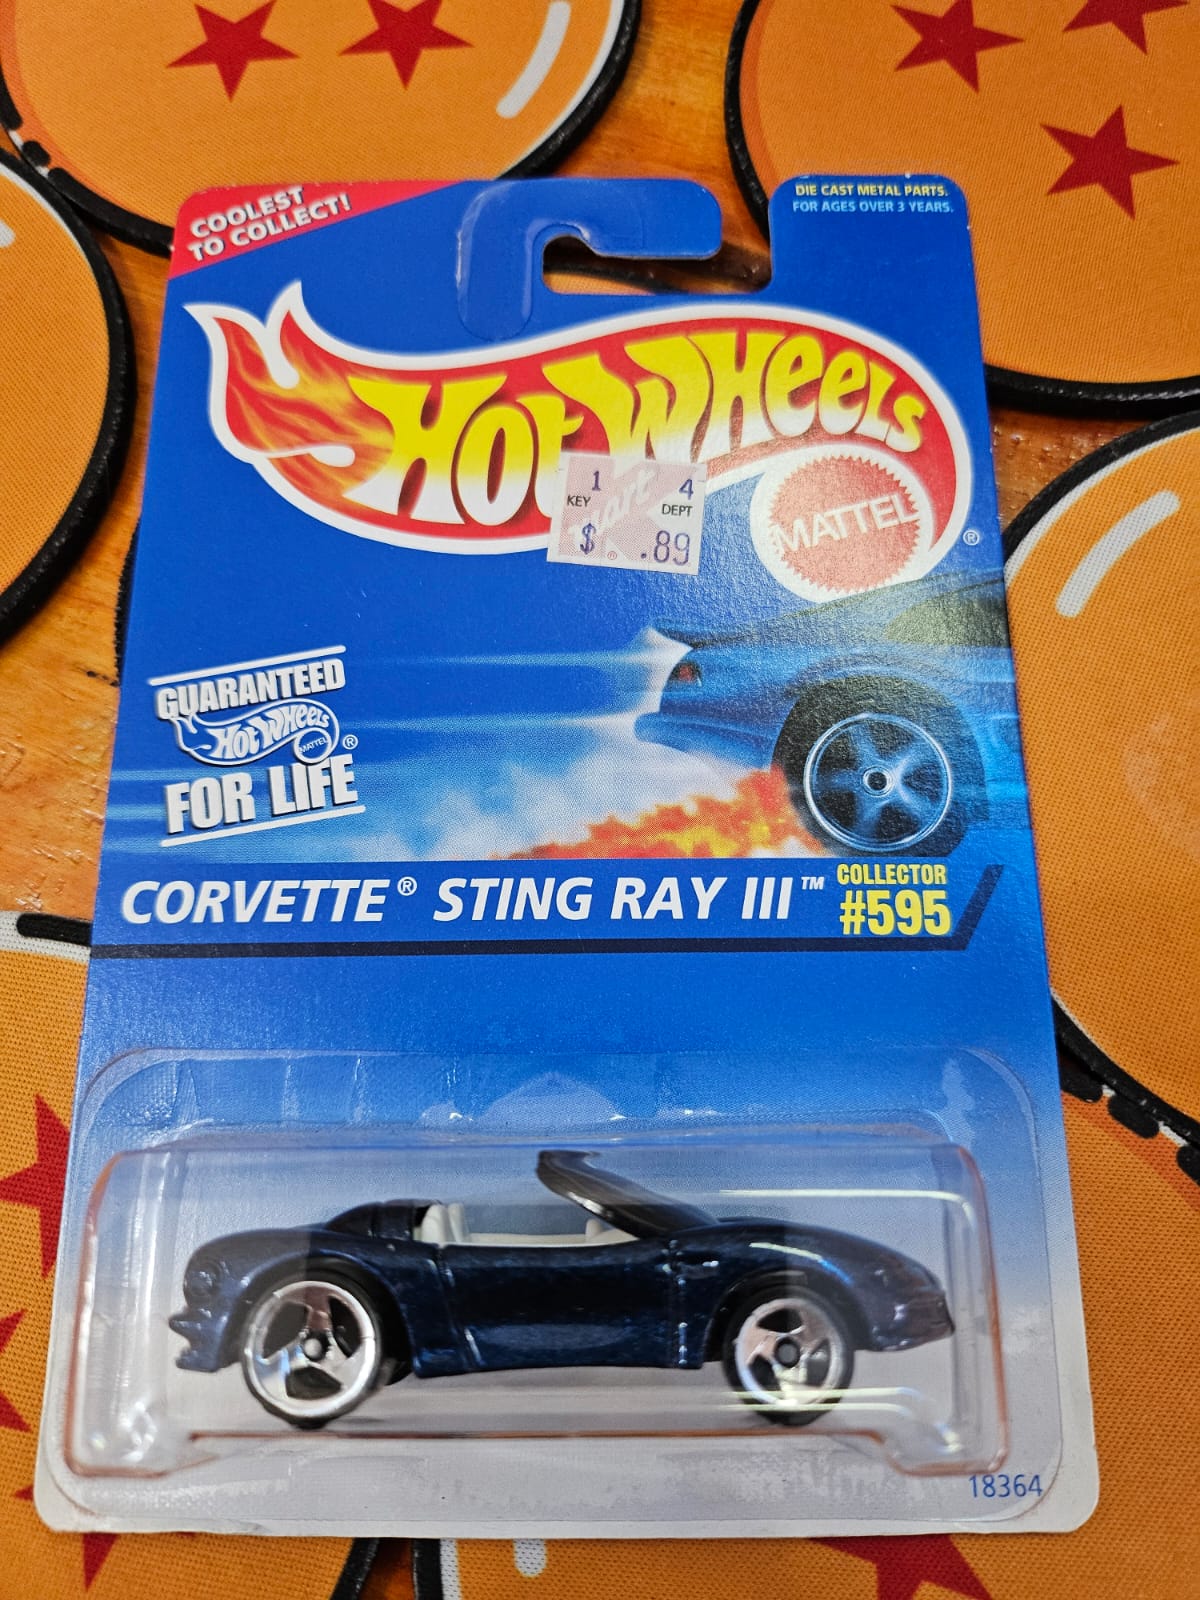 COOLEST
TO COLLECT!
DIE CAST METAL PARTS.
FOR AGES OVER 3 YEARS.
HOT WHEELS
MATTEL
®
1 4
KEY DEPT
$ .89
GUARANTEED
HOT WHEELS
MATTEL ®
FOR LIFE
CORVETTE® STING RAY III™
COLLECTOR
#595
18364